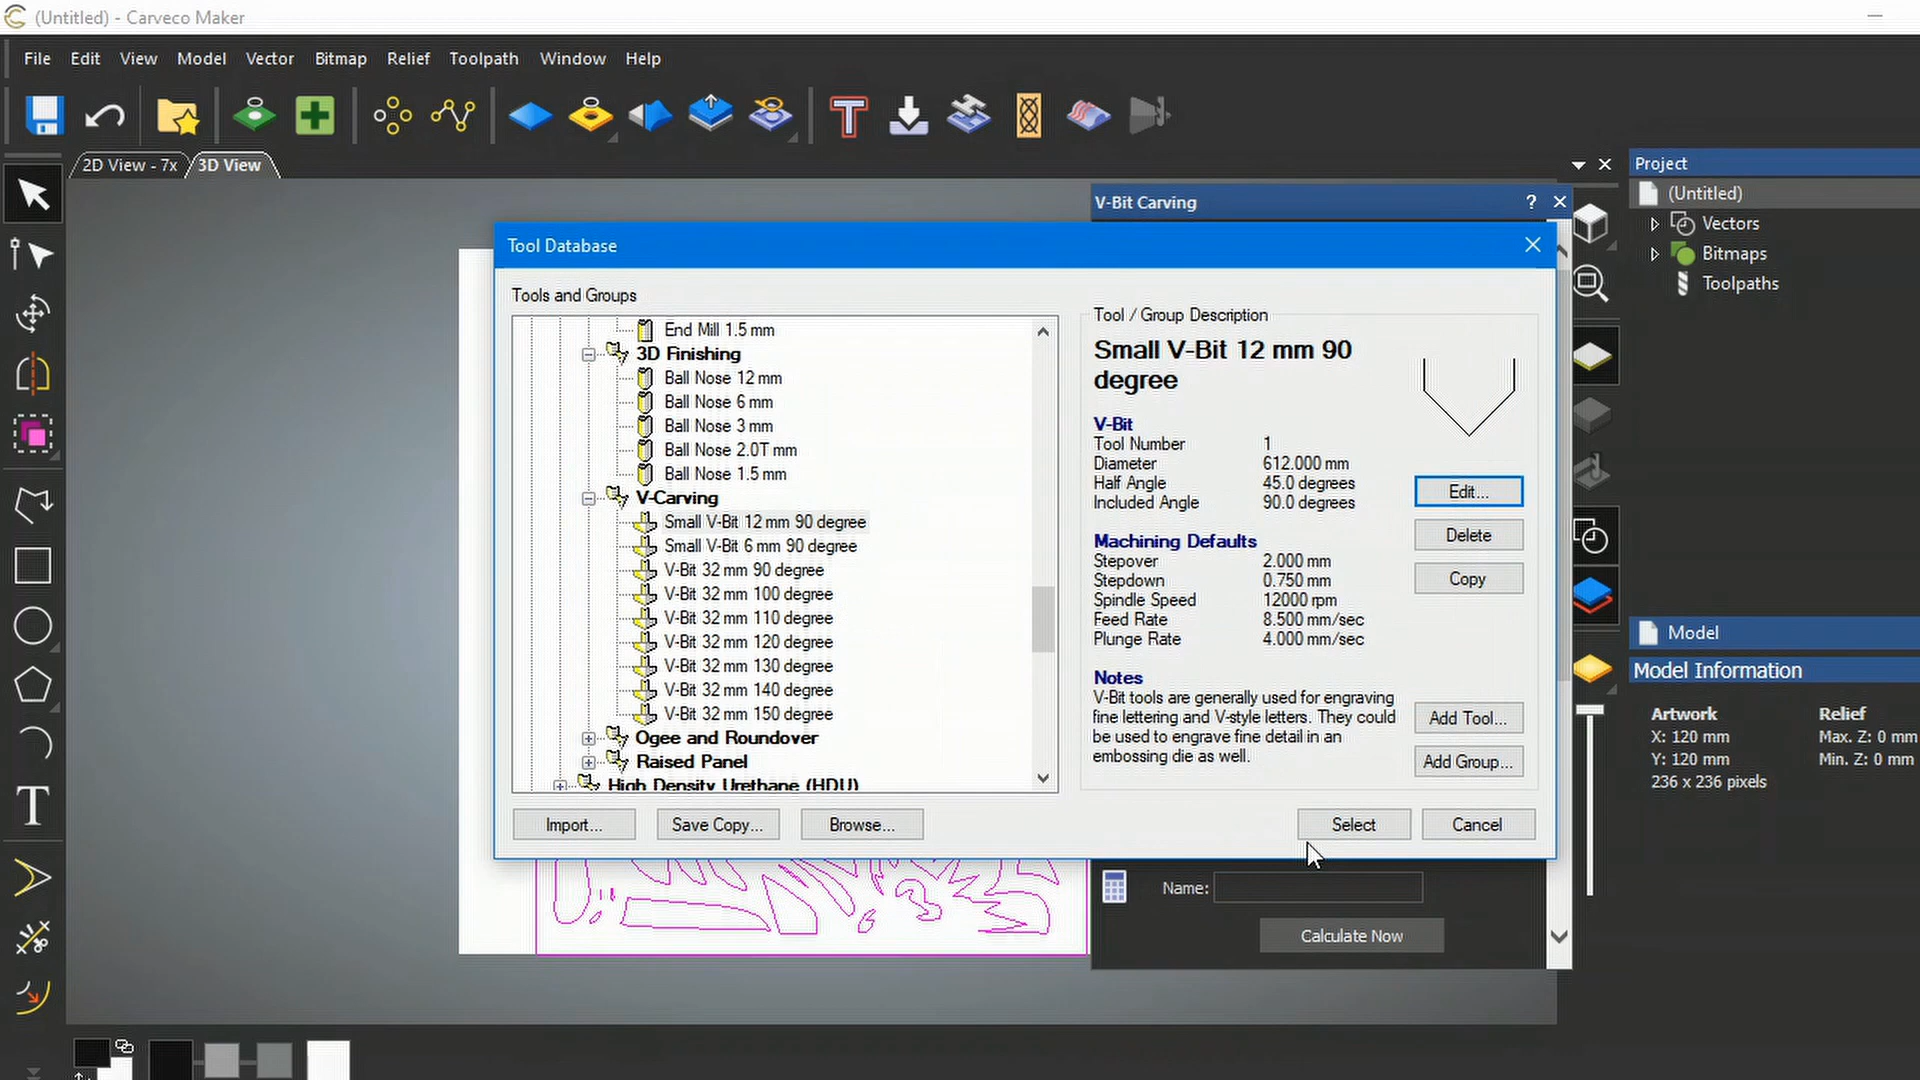 (Untitled) - Carveco Maker
File Edit View Model Vector Bitmap Relief Toolpath Window Help
2D View - 7x
3D View
V-Bit Carving
Tool Database
Tools and Groups
End Mill 1.5 mm
3D Finishing
Ball Nose 12 mm
Ball Nose 6 mm
Ball Nose 3 mm
Ball Nose 2.0T mm
Ball Nose 1.5 mm
V-Carving
Small V-Bit 12 mm 90 degree
Small V-Bit 6 mm 90 degree
V-Bit 32 mm 90 degree
V-Bit 32 mm 100 degree
V-Bit 32 mm 110 degree
V-Bit 32 mm 120 degree
V-Bit 32 mm 130 degree
V-Bit 32 mm 140 degree
V-Bit 32 mm 150 degree
Ogee and Roundover
Raised Panel
High Density Urethane (HDU)
Import...
Save Copy...
Browse...
Tool / Group Description
Small V-Bit 12 mm 90
degree
V-Bit
Tool Number 1
Diameter 612.000 mm
Half Angle 45.0 degrees
Included Angle 90.0 degrees
Machining Defaults
Stepover 2.000 mm
Stepdown 0.750 mm
Spindle Speed 12000 rpm
Feed Rate 8.500 mm/sec
Plunge Rate 4.000 mm/sec
Notes
V-Bit tools are generally used for engraving
fine lettering and V-style letters. They could
be used to engrave fine detail in an
embossing die as well.
Edit...
Delete
Copy
Add Tool...
Add Group...
Select
Cancel
Name:
Calculate Now
Project
(Untitled)
Vectors
Bitmaps
Toolpaths
Model
Model Information
Artwork Relief
X: 120 mm Max. Z: 0 mm
Y: 120 mm Min. Z: 0 mm
236 x 236 pixels